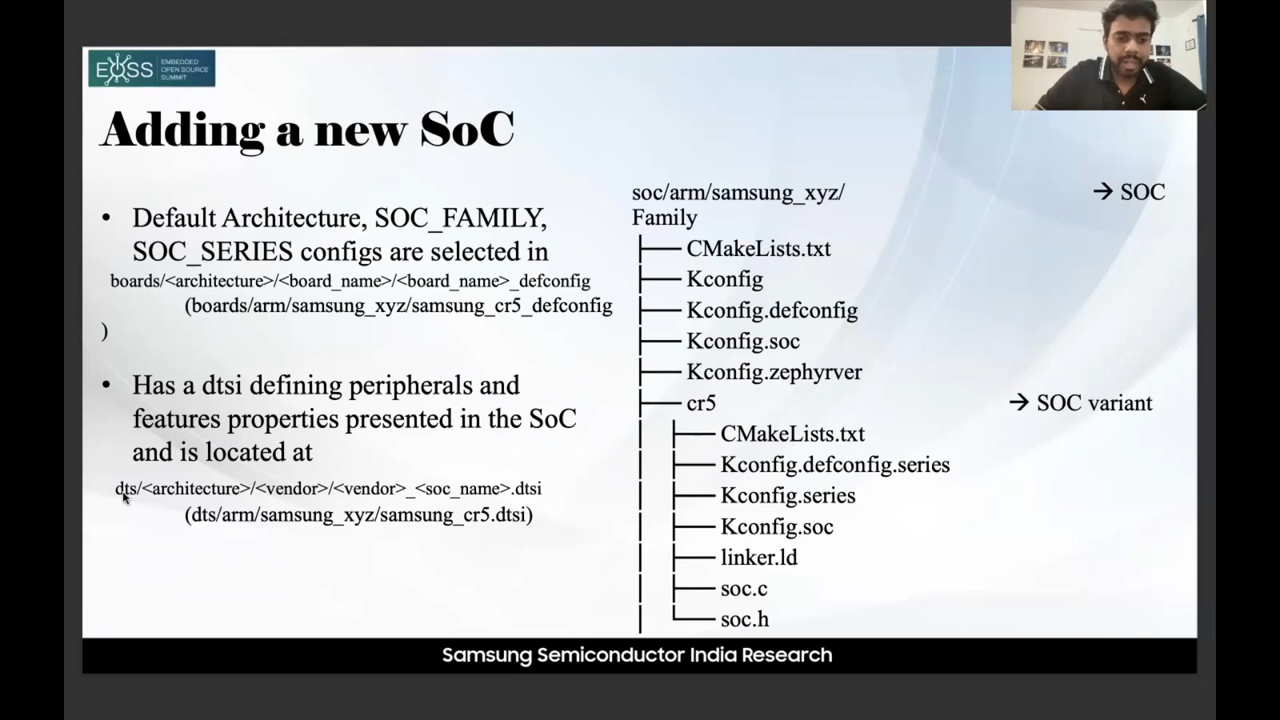 EOSS EMBEDDED
OPEN SOURCE
SUMMIT
Adding a new SoC
• Default Architecture, SOC_FAMILY,
SOC_SERIES configs are selected in
boards/<architecture>/<board_name>/<board_name>_defconfig
(boards/arm/samsung_xyz/samsung_cr5_defconfig
)
• Has a dtsi defining peripherals and
features properties presented in the SoC
and is located at
dts/<architecture>/<vendor>/<vendor>_<soc_name>.dtsi
(dts/arm/samsung_xyz/samsung_cr5.dtsi)
soc/arm/samsung_xyz/ → SOC
Family
├── CMakeLists.txt
├── Kconfig
├── Kconfig.defconfig
├── Kconfig.soc
├── Kconfig.zephyrver
├── cr5 → SOC variant
│ ├── CMakeLists.txt
│ ├── Kconfig.defconfig.series
│ ├── Kconfig.series
│ ├── Kconfig.soc
│ ├── linker.ld
│ ├── soc.c
│ └── soc.h
Samsung Semiconductor India Research